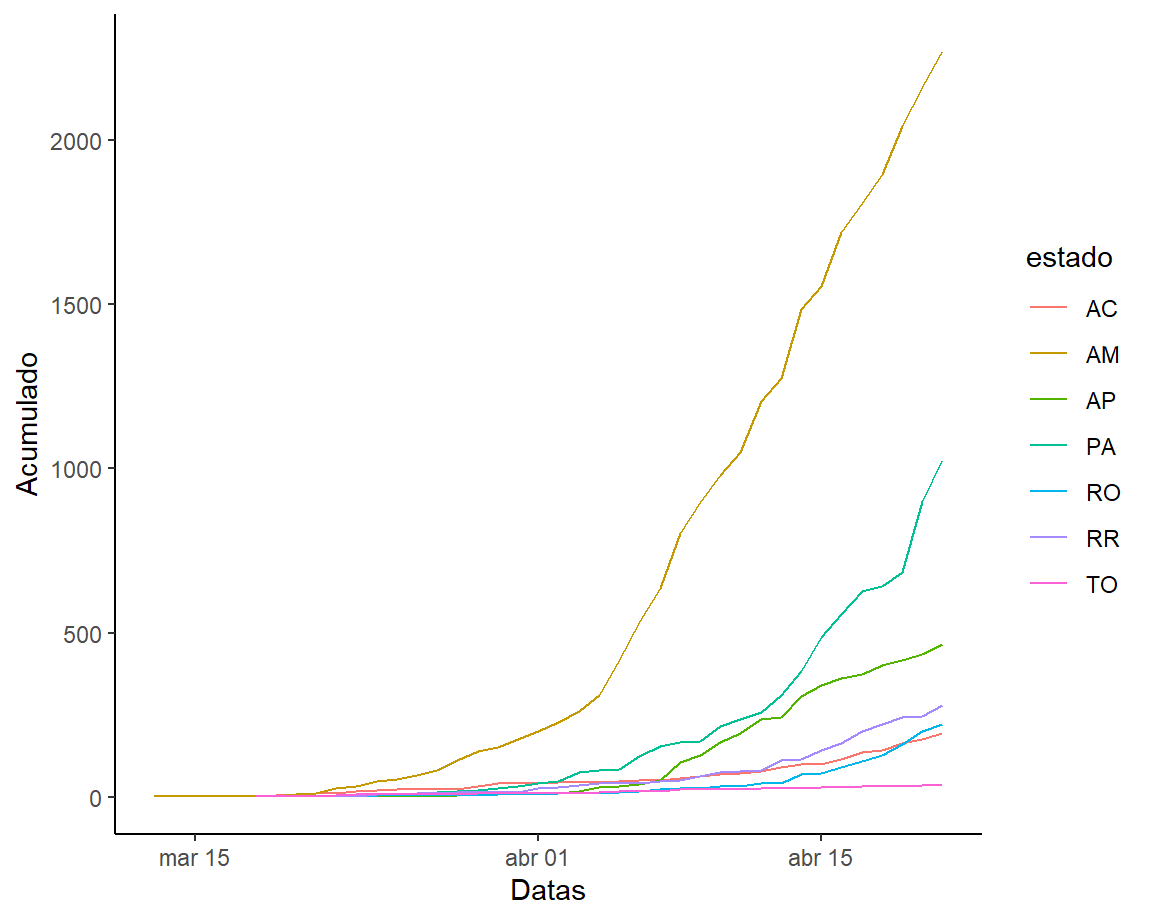 2000
1500
1000
500
0
Acumulado
mar 15
abr 01
abr 15
Datas
estado
AC
AM
AP
PA
RO
RR
TO